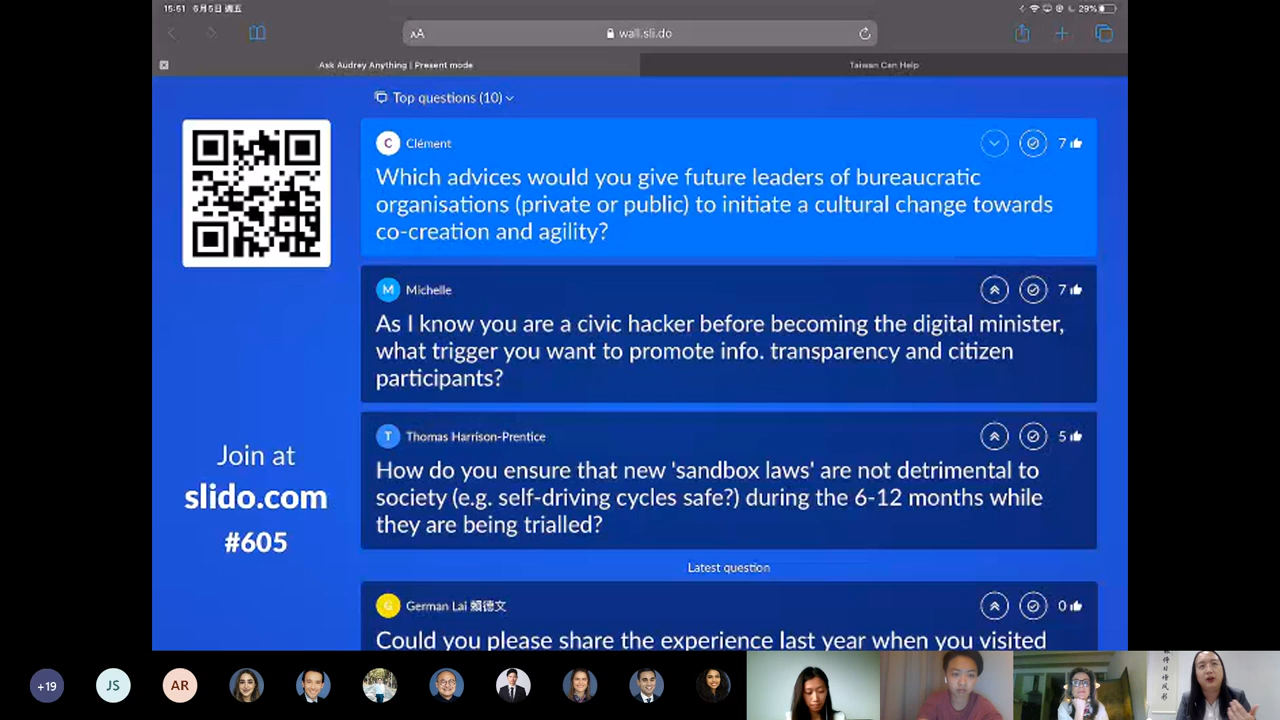 15:51 6月5日 週五
29%
AA
wall.sli.do
Ask Audrey Anything | Present mode
Taiwan Can Help
Top questions (10)
C
Clément
7
Which advices would you give future leaders of bureaucratic
organisations (private or public) to initiate a cultural change towards
co-creation and agility?
M
Michelle
7
As I know you are a civic hacker before becoming the digital minister,
what trigger you want to promote info. transparency and citizen
participants?
T
Thomas Harrison-Prentice
5
How do you ensure that new 'sandbox laws' are not detrimental to
society (e.g. self-driving cycles safe?) during the 6-12 months while
they are being trialled?
Join at
slido.com
#605
Latest question
G
German Lai 賴德文
0
Could you please share the experience last year when you visited
+19
JS
AR